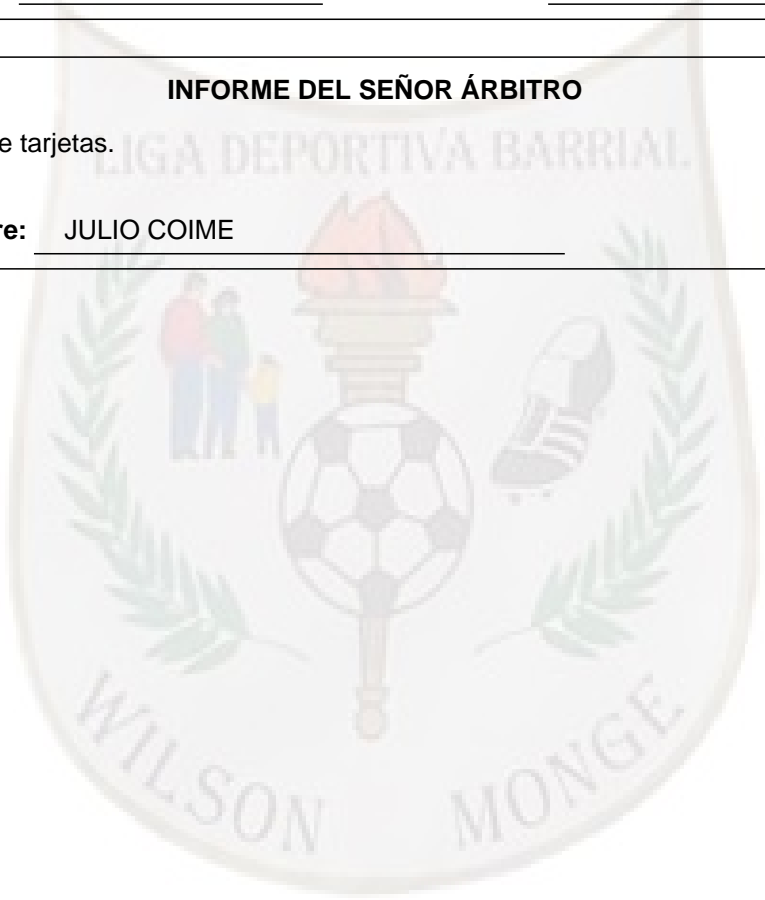 INFORME DEL SEÑOR ÁRBITRO
e tarjetas.
LIGA DEPORTIVA BARRIAL
re: JULIO COIME
WILSON MONGE